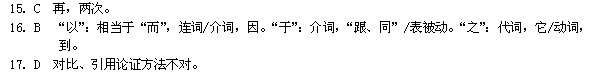 15. C  再，两次。
16. B  “以”：相当于“而”，连词/介词，因。“于”：介词，“跟、同”/表被动。“之”：代词，它/动词，
到。
17. D  对比、引用论证方法不对。